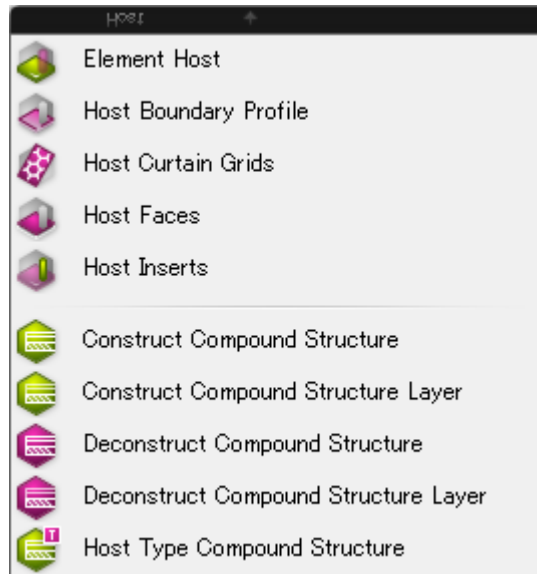 Host
Element Host
Host Boundary Profile
Host Curtain Grids
Host Faces
Host Inserts
Construct Compound Structure
Construct Compound Structure Layer
Deconstruct Compound Structure
Deconstruct Compound Structure Layer
T
Host Type Compound Structure